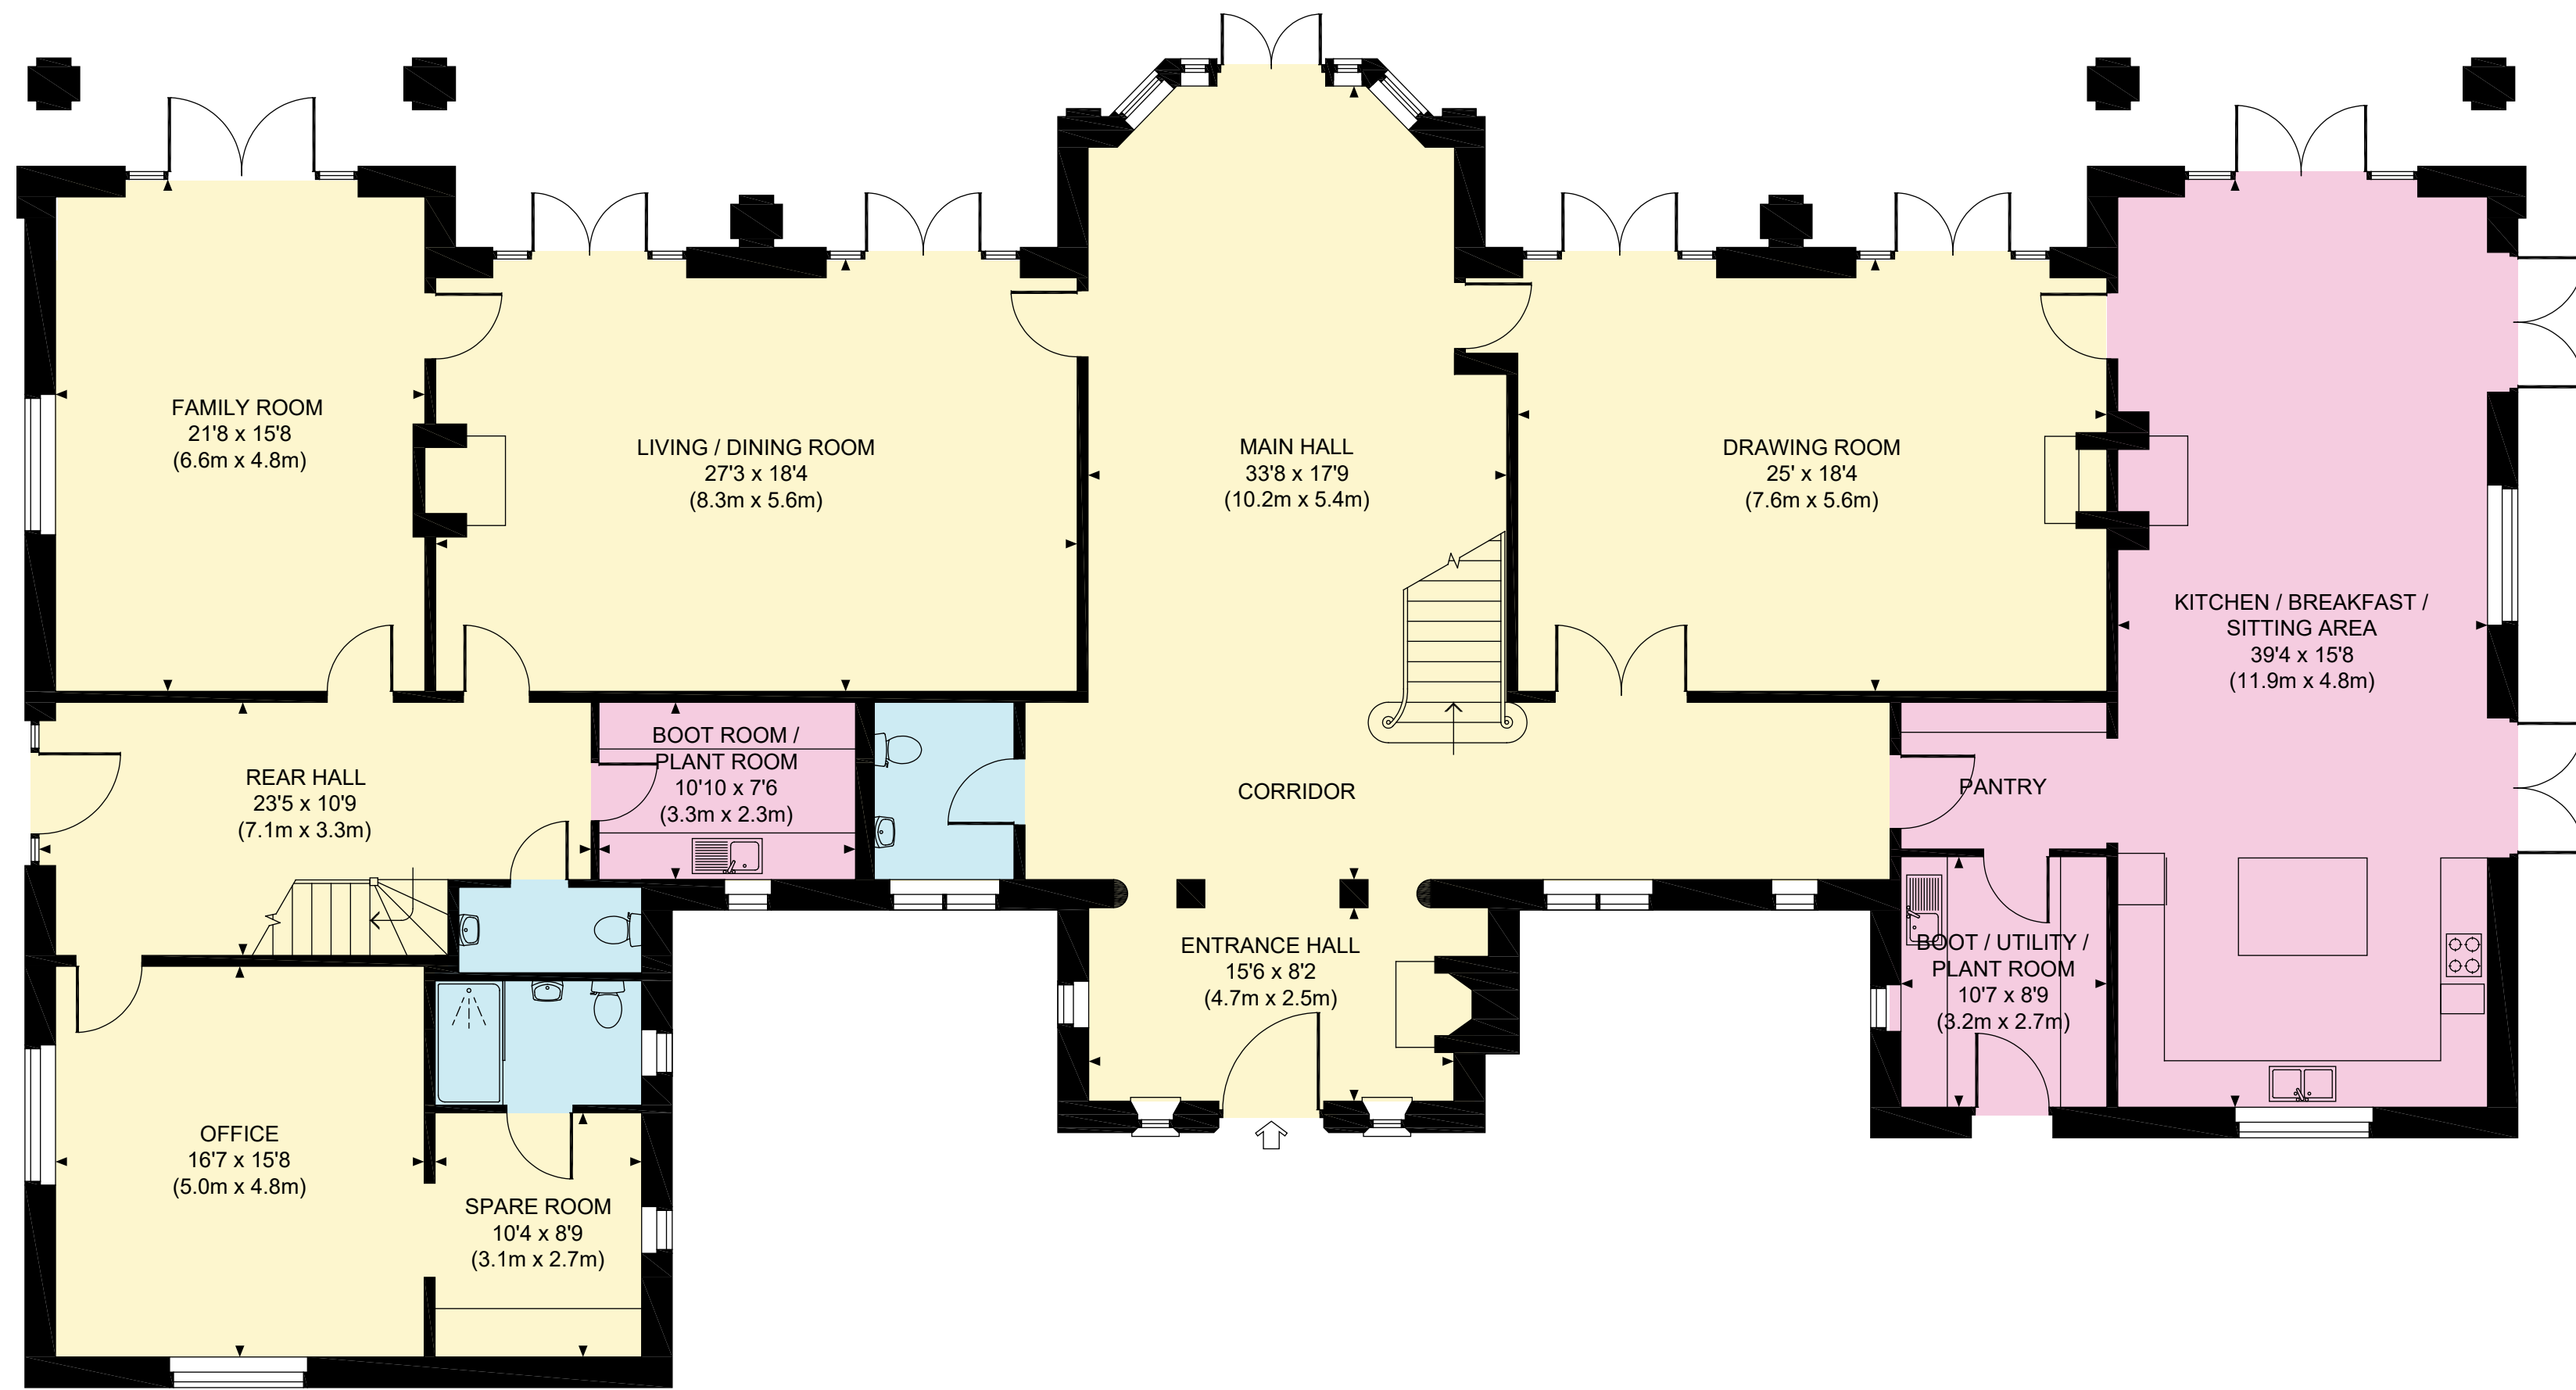 FAMILY ROOM
21'8 x 15'8
(6.6m x 4.8m)
LIVING / DINING ROOM
27'3 x 18'4
(8.3m x 5.6m)
MAIN HALL
33'8 x 17'9
(10.2m x 5.4m)
DRAWING ROOM
25' x 18'4
(7.6m x 5.6m)
KITCHEN / BREAKFAST /
SITTING AREA
39'4 x 15'8
(11.9m x 4.8m)
REAR HALL
23'5 x 10'9
(7.1m x 3.3m)
BOOT ROOM /
PLANT ROOM
10'10 x 7'6
(3.3m x 2.3m)
CORRIDOR
PANTRY
ENTRANCE HALL
15'6 x 8'2
(4.7m x 2.5m)
BOOT / UTILITY /
PLANT ROOM
10'7 x 8'9
(3.2m x 2.7m)
OFFICE
16'7 x 15'8
(5.0m x 4.8m)
SPARE ROOM
10'4 x 8'9
(3.1m x 2.7m)